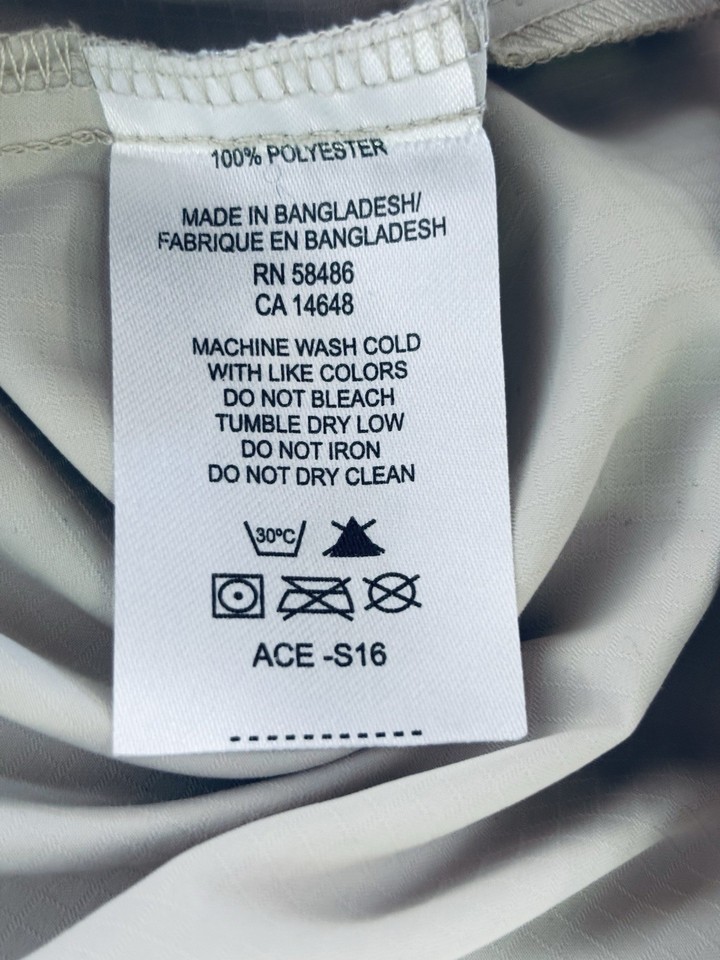 100% POLYESTER
MADE IN BANGLADESH/
FABRIQUE EN BANGLADESH
RN 58486
CA 14648
MACHINE WASH COLD
WITH LIKE COLORS
DO NOT BLEACH
TUMBLE DRY LOW
DO NOT IRON
DO NOT DRY CLEAN
30ºC
ACE -S16